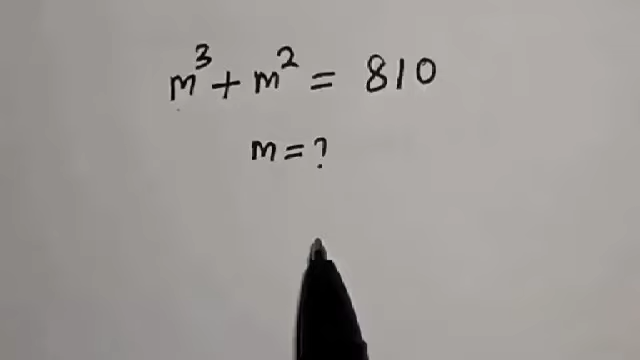 m³ + m² = 810
m = ?